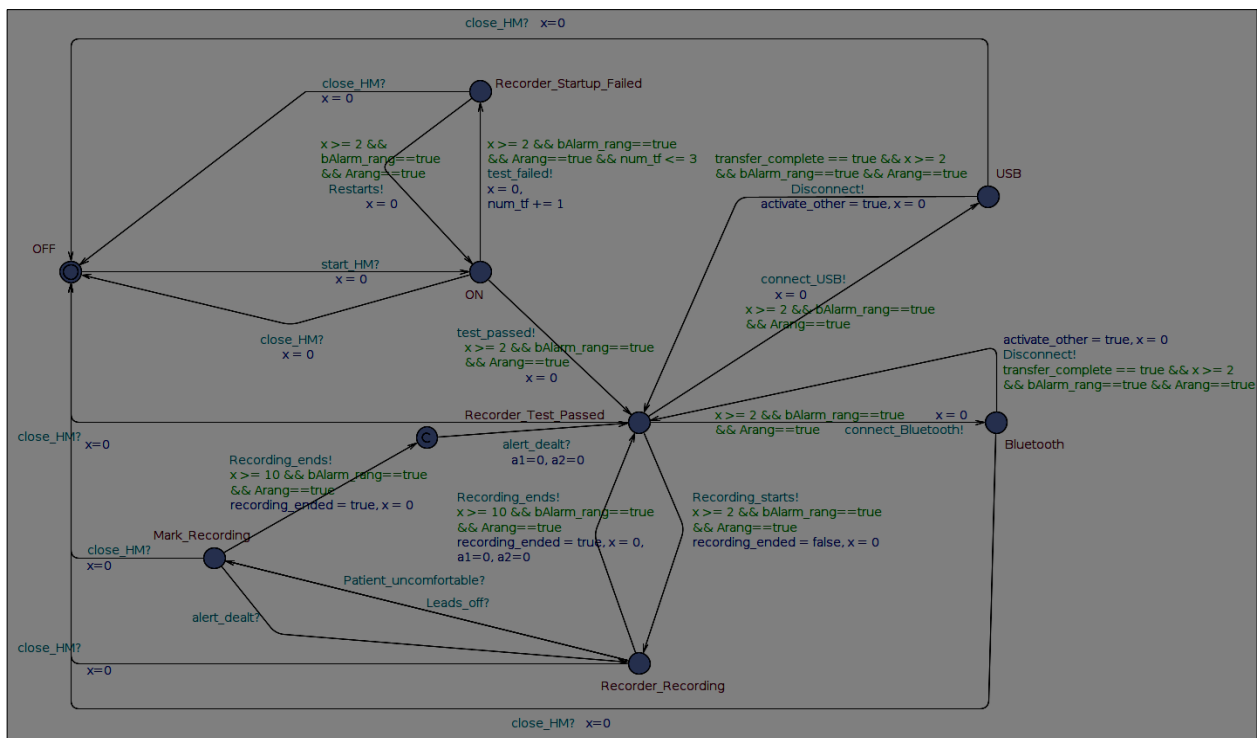 close_HM? x=0
close_HM?
x = 0
Recorder_Startup_Failed
x >= 2 &&
bAlarm_rang==true
&& Arang==true
Restarts!
x = 0
x >= 2 && bAlarm_rang==true
&& Arang==true && num_tf <= 3
test_failed!
x = 0,
num_tf += 1
transfer_complete == true && x >= 2
&& bAlarm_rang==true && Arang==true
Disconnect!
activate_other = true, x = 0
USB
OFF
start_HM?
x = 0
ON
close_HM?
x = 0
connect_USB!
x = 0
x >= 2 && bAlarm_rang==true
&& Arang==true
test_passed!
x >= 2 && bAlarm_rang==true
&& Arang==true
x = 0
activate_other = true, x = 0
Disconnect!
transfer_complete == true && x >= 2
&& bAlarm_rang==true && Arang==true
Recorder_Test_Passed
x >= 2 && bAlarm_rang==true x = 0
&& Arang==true connect_Bluetooth!
Bluetooth
close_HM? x=0
C
alert_dealt?
a1=0, a2=0
Recording_ends!
x >= 10 && bAlarm_rang==true
&& Arang==true
recording_ended = true, x = 0
Recording_ends!
x >= 10 && bAlarm_rang==true
&& Arang==true
recording_ended = true, x = 0,
a1=0, a2=0
Recording_starts!
x >= 2 && bAlarm_rang==true
&& Arang==true
recording_ended = false, x = 0
Mark_Recording
close_HM?
x=0
Patient_uncomfortable?
Leads_off?
alert_dealt?
close_HM?
x=0
Recorder_Recording
close_HM? x=0